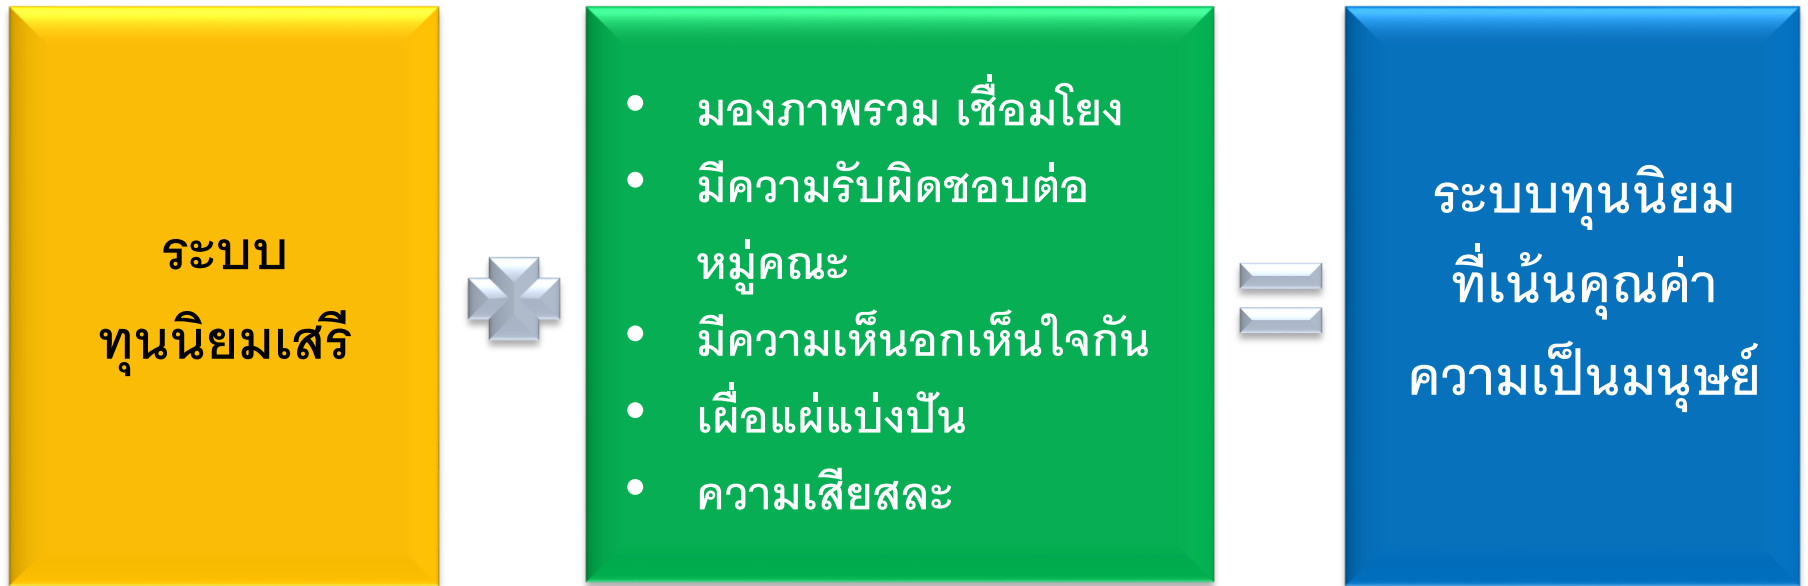 ระบบ
ทุนนิยมเสรี
• มองภาพรวม เชื่อมโยง
• มีความรับผิดชอบต่อ
หมู่คณะ
• มีความเห็นอกเห็นใจกัน
• เผื่อแผ่แบ่งปัน
• ความเสียสละ
ระบบทุนนิยม
ที่เน้นคุณค่า
ความเป็นมนุษย์